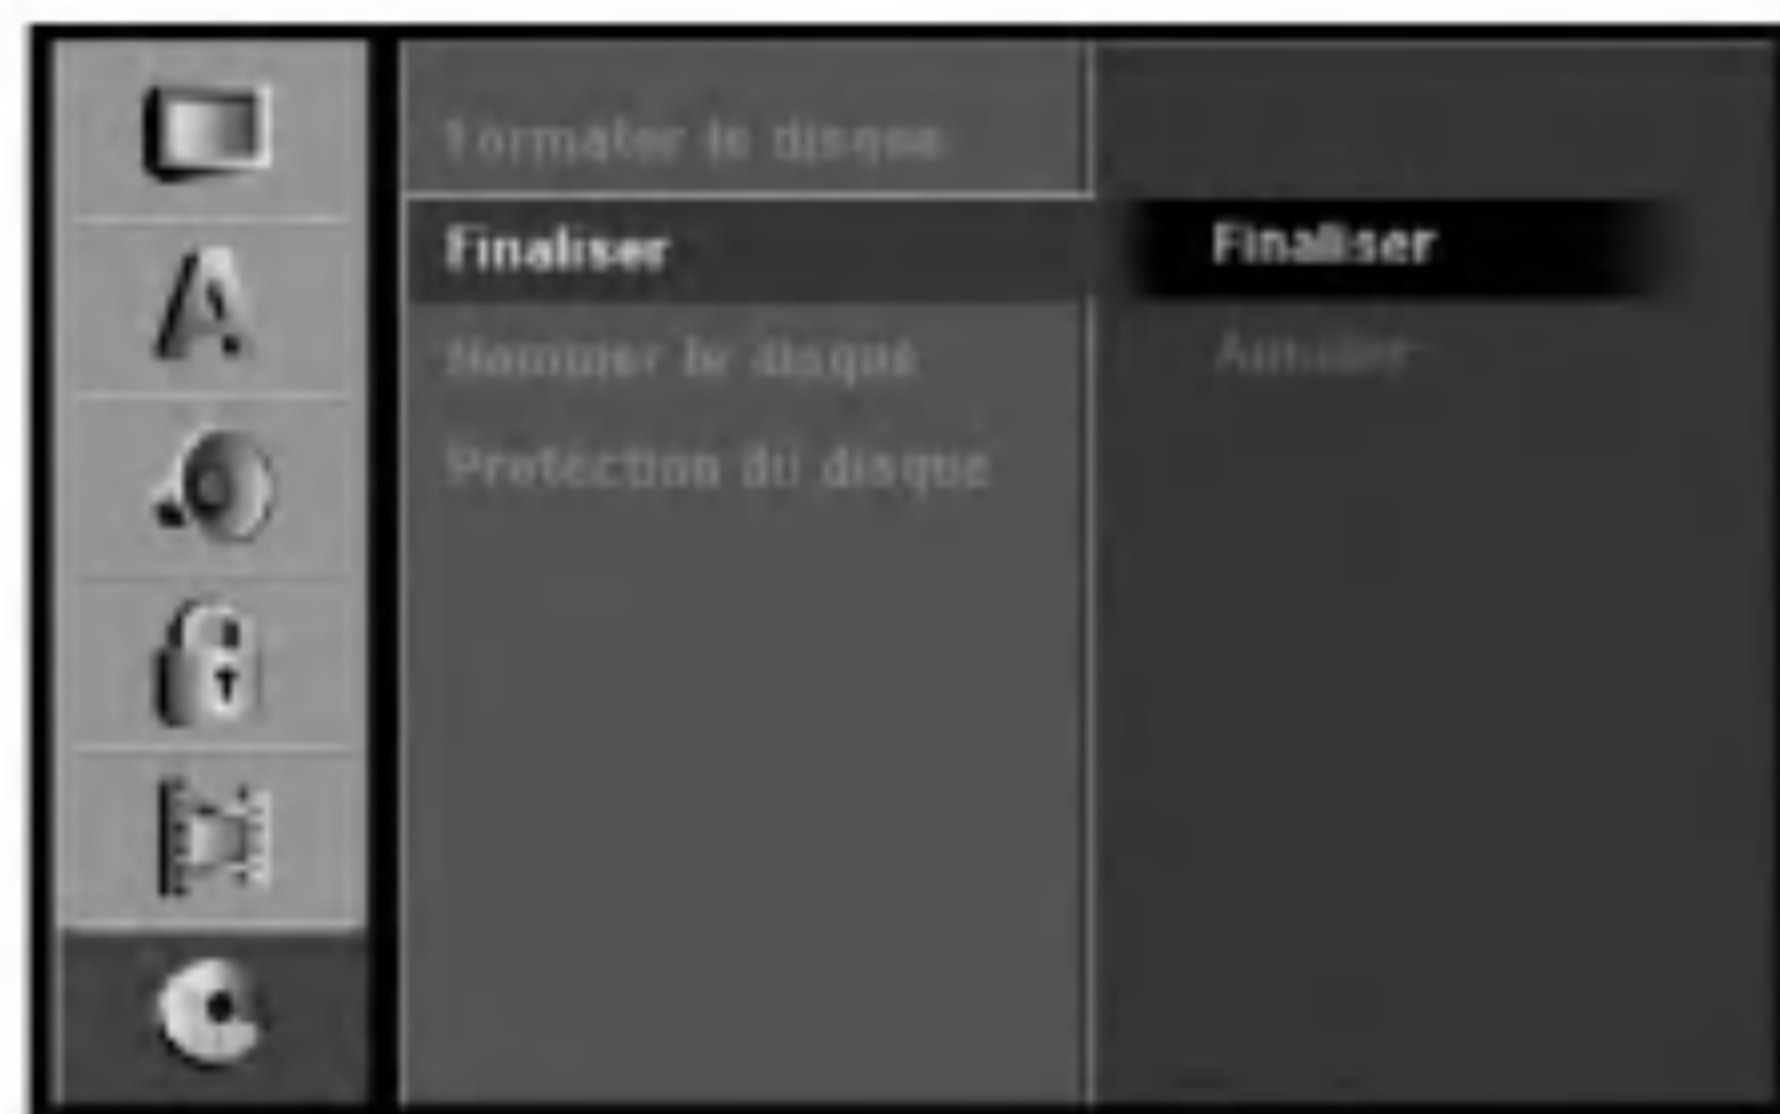 Formater le disque
Finaliser
Finaliser
Nommer le disque
Annuler
Protection du disque